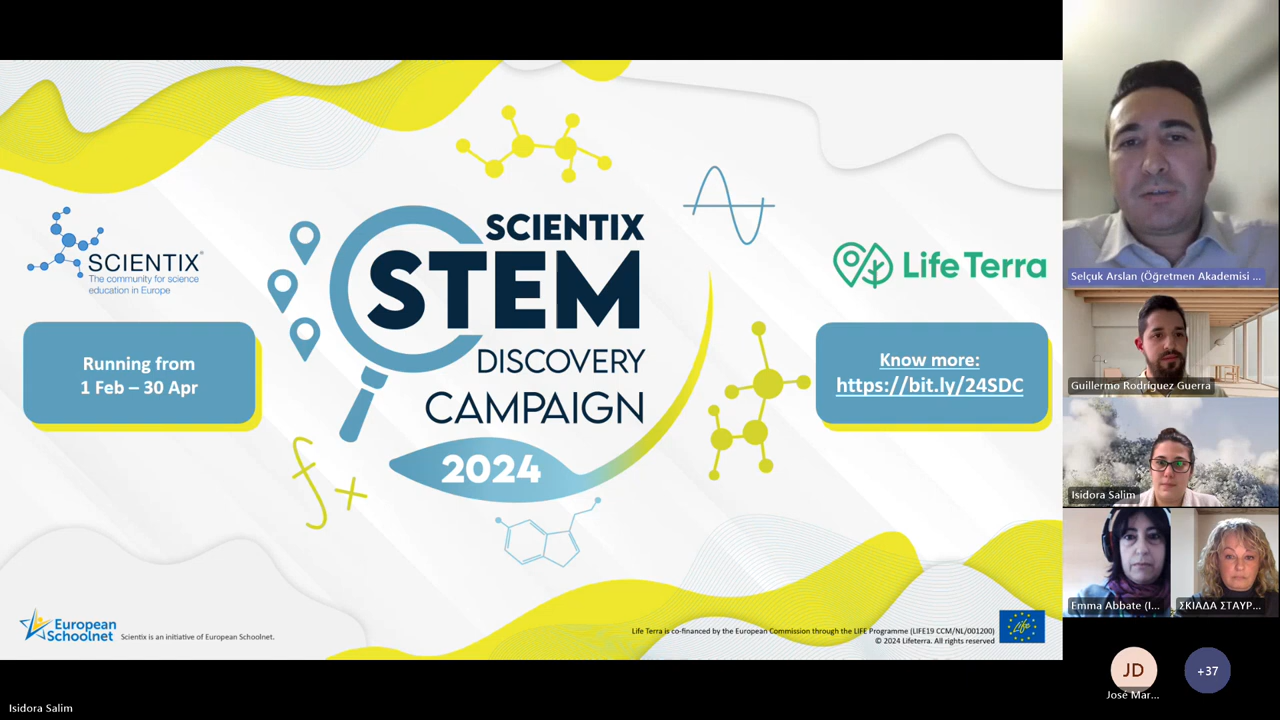 SCIENTIX®
The community for science
education in Europe
Running from
1 Feb – 30 Apr
SCIENTIX
STEM
DISCOVERY
CAMPAIGN
2024
f+
Life Terra
Know more:
https://bit.ly/24SDC
European
Schoolnet
Scientix is an initiative of European Schoolnet.
Life Terra is co-financed by the European Commission through the LIFE Programme (LIFE19 CCM/NL/001200)
© 2024 Lifeterra. All rights reserved
Life
Selçuk Arslan (Öğretmen Akademisi ...
Guillermo Rodríguez Guerra
Isidora Salim
Emma Abbate (I...
ΣΚΙΑΔΑ ΣΤΑΥΡ...
JD
José Mar...
+37
Isidora Salim